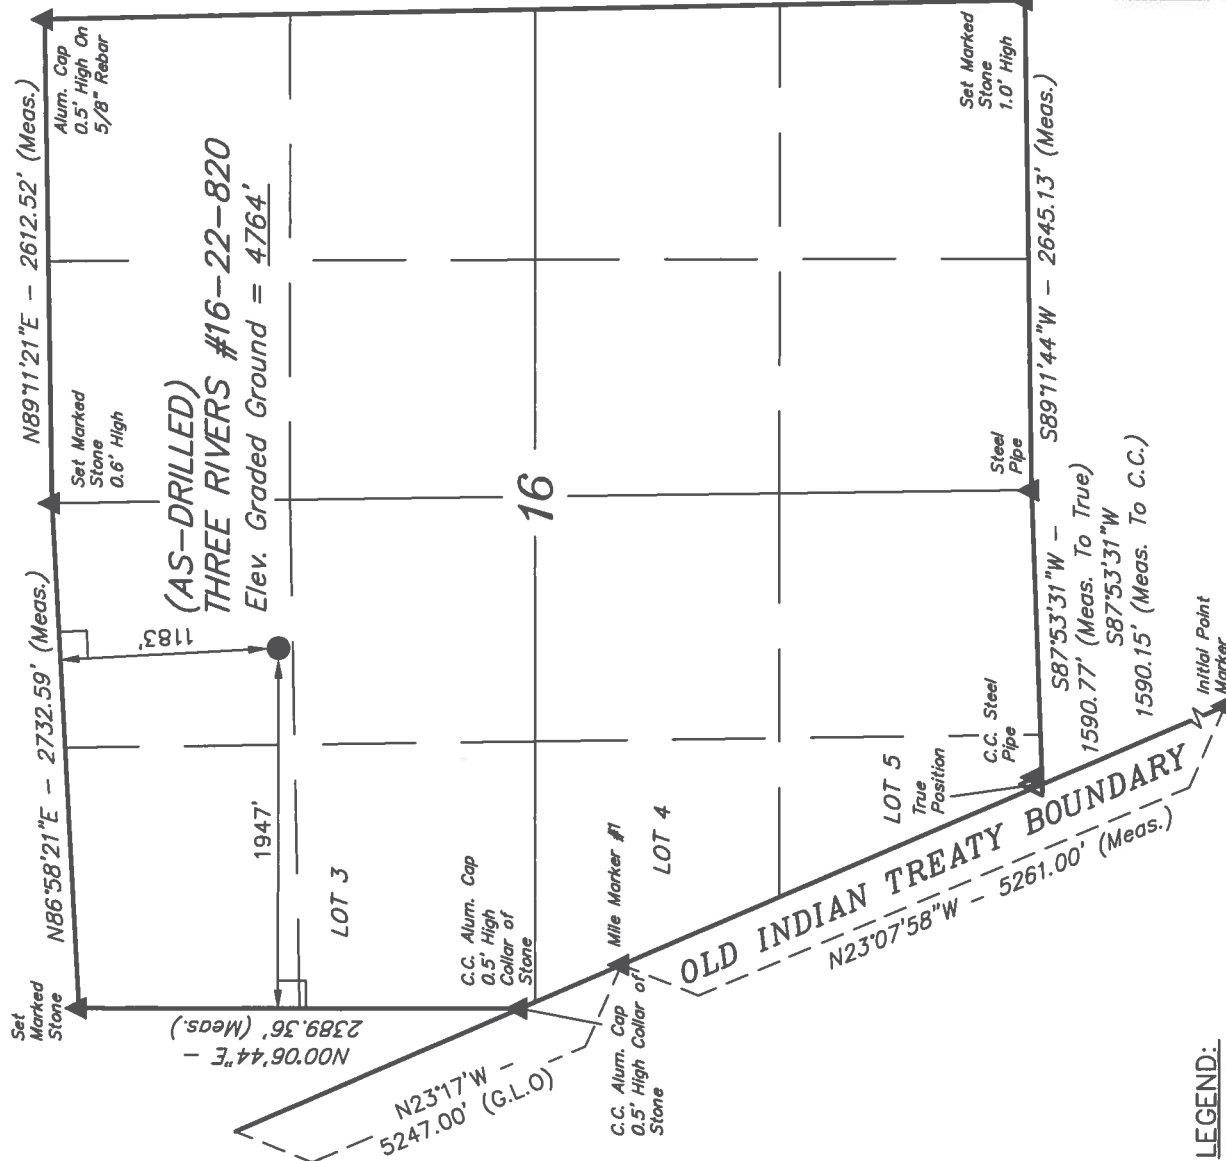 N89°11'21"E - 2612.52' (Meas.)
Alum. Cap
0.5' High On
5/8" Rebar
N86°58'21"E - 2732.59' (Meas.)
Set Marked
Stone
0.6' High
Set
Marked
Stone
(AS-DRILLED)
THREE RIVERS #16-22-820
Elev. Graded Ground = 4764'
1183'
1947'
LOT 3
N00°06'44"E -
2389.36' (Meas.)
16
C.C. Alum. Cap
0.5' High
Collar of
Stone
Mile Marker #1
LOT 4
LOT 5
True
Position
C.C. Steel
Pipe
Steel
Pipe
Set Marked
Stone
1.0' High
S89°11'44"W - 2645.13' (Meas.)
S87°53'31"W -
1590.77' (Meas. To True)
S87°53'31"W
1590.15' (Meas. To C.C.)
Initial Point
Marker
OLD INDIAN TREATY BOUNDARY
N23°07'58"W - 5261.00' (Meas.)
C.C. Alum. Cap
0.5' High Collar of
Stone
N23°17'W -
5247.00' (G.L.O)
LEGEND: